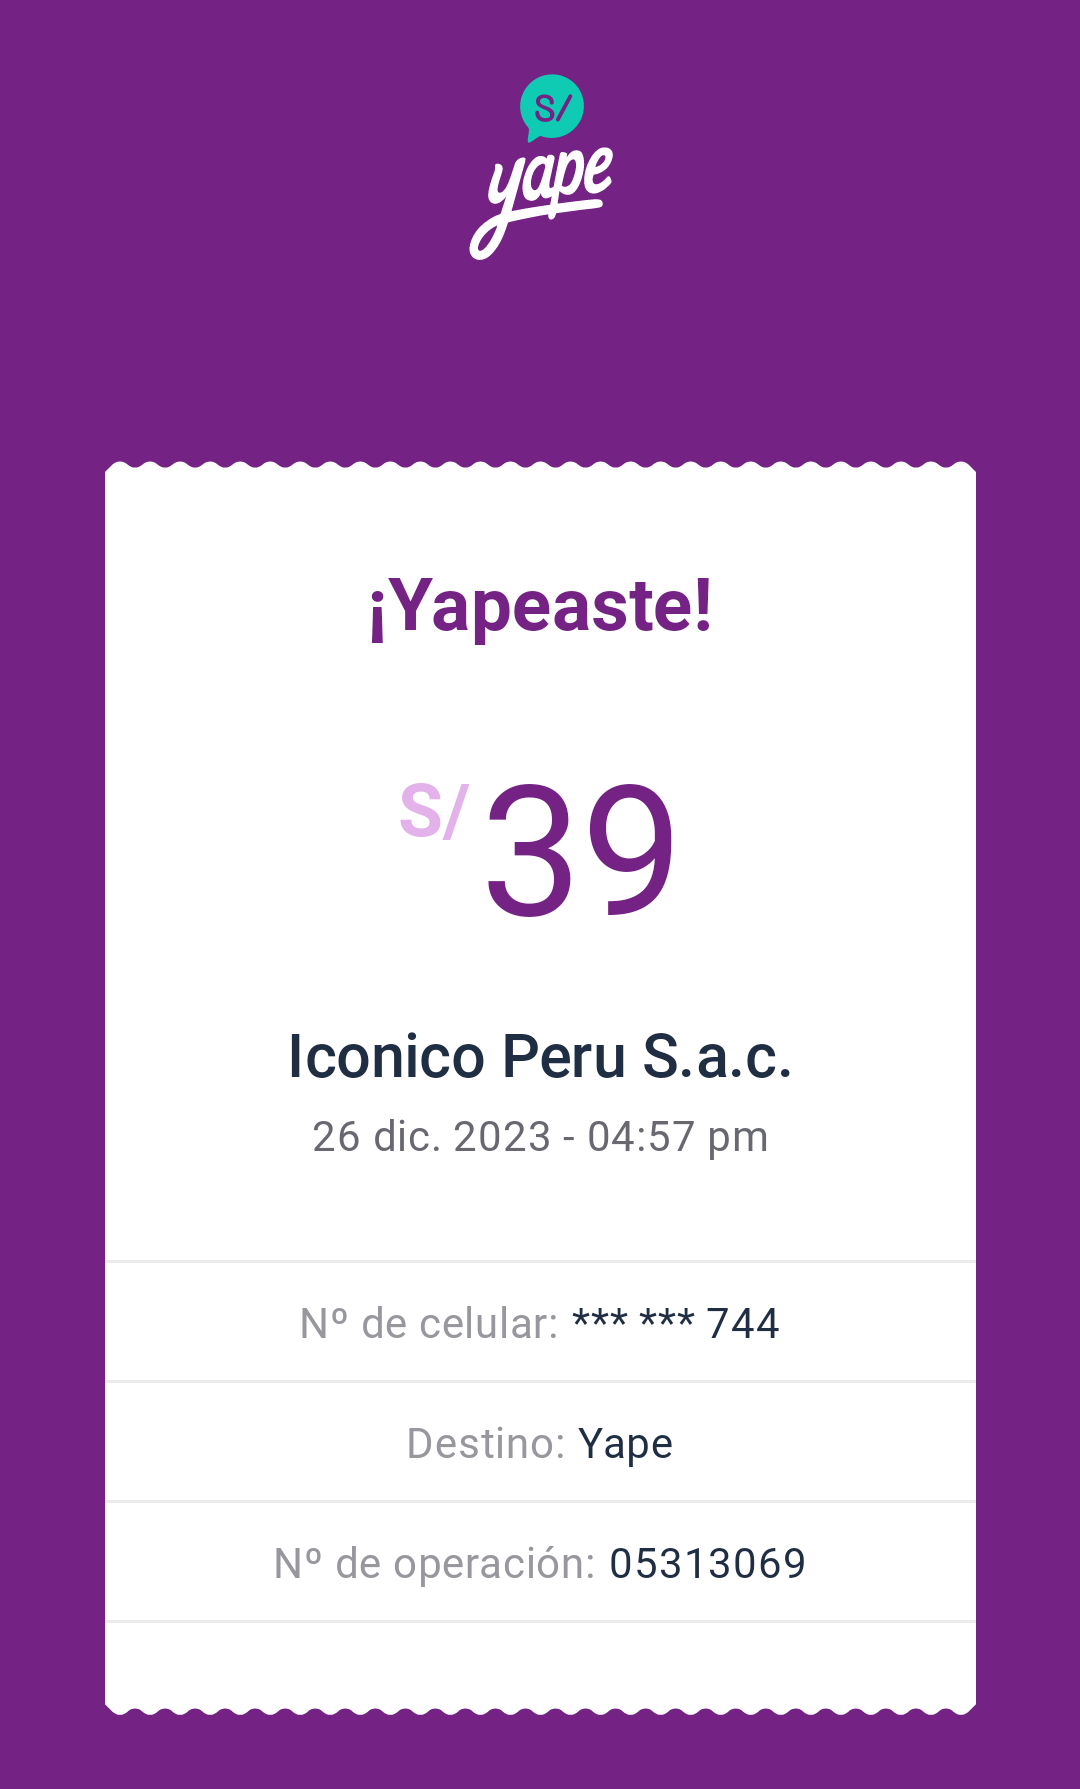 S/
yape
¡Yapeaste!
S/ 39
Iconico Peru S.a.c.
26 dic. 2023 - 04:57 pm
Nº de celular: *** *** 744
Destino: Yape
Nº de operación: 05313069